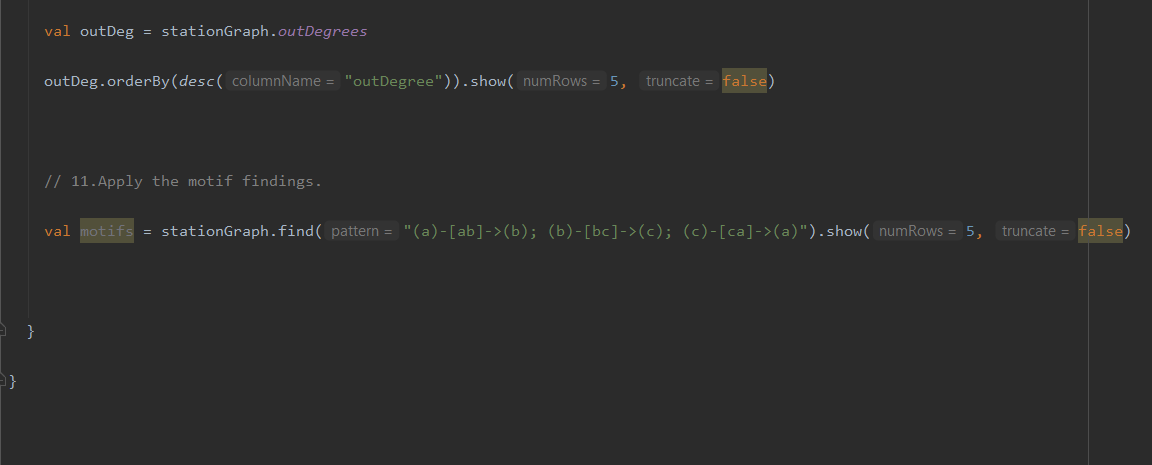 val outDeg = stationGraph.outDegrees
outDeg.orderBy(desc( columnName = "outDegree")).show( numRows = 5, truncate = false)
// 11.Apply the motif findings.
val motifs = stationGraph.find( pattern = "(a)-[ab]->(b); (b)-[bc]->(c); (c)-[ca]->(a)").show( numRows = 5, truncate = false)
}
}